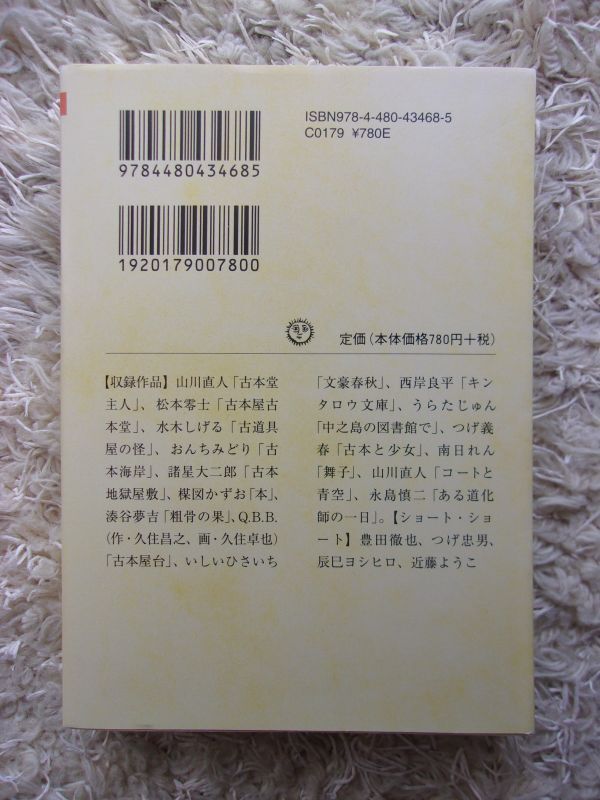 ISBN978-4-480-43468-5
C0179 ¥780E
9784480434685
1920179007800
定価(本体価格780円+税)
【収録作品】山川直人「古本堂
主人」、松本零士「古本屋古
本堂」、水木しげる「古道具
屋の怪」、おんちみどり「古
本海岸」、諸星大二郎「古本
地獄屋敷」、楳図かずお「本」、
湊谷夢吉「粗骨の果」、Q.B.B.
(作・久住昌之、画・久住卓也)
「古本屋台」、いしいひさいち
「文豪春秋」、西岸良平「キン
タロウ文庫」、うらたじゅん
「中之島の図書館で」、つげ義
春「古本と少女」、南日れん
「舞子」、山川直人「コートと
青空」、永島慎二「ある道化
師の一日」。【ショート・ショ
ート】豊田徹也、つげ忠男、
辰巳ヨシヒロ、近藤ようこ